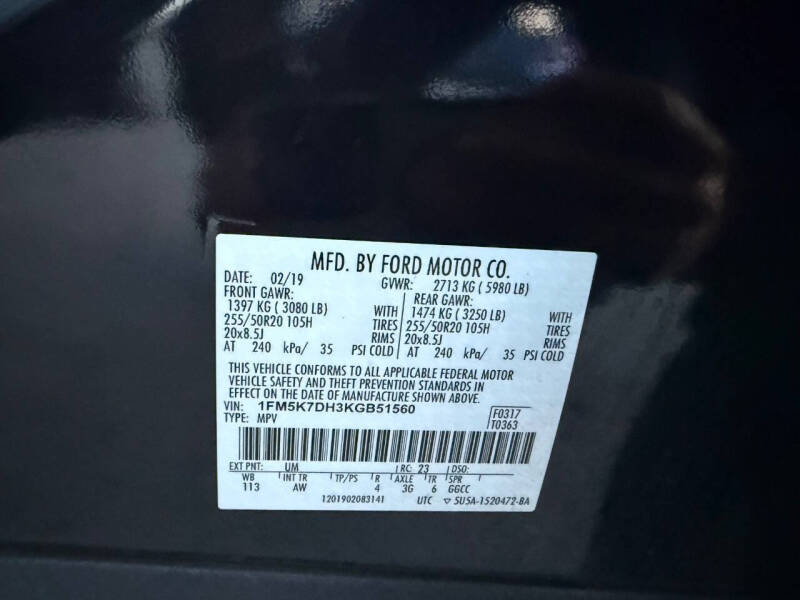 MFD. BY FORD MOTOR CO.
DATE: 02/19 GVWR: 2713 KG ( 5980 LB)
FRONT GAWR: REAR GAWR:
1397 KG ( 3080 LB) WITH 1474 KG ( 3250 LB) WITH
255/50R20 105H TIRES 255/50R20 105H TIRES
20x8.5J RIMS 20x8.5J RIMS
AT 240 kPa/ 35 PSI COLD AT 240 kPa/ 35 PSI COLD
THIS VEHICLE CONFORMS TO ALL APPLICABLE FEDERAL MOTOR
VEHICLE SAFETY AND THEFT PREVENTION STANDARDS IN
EFFECT ON THE DATE OF MANUFACTURE SHOWN ABOVE.
VIN: 1FM5K7DH3KGB51560 F0317
TYPE: MPV T0363
EXT PNT: UM RC: 23 DSO:
WB INT TR TP/PS R AXLE TR SPR
113 AW 4 3G 6 GGCC
1201902083141 UTC ▽ 5U5A-1520472-BA